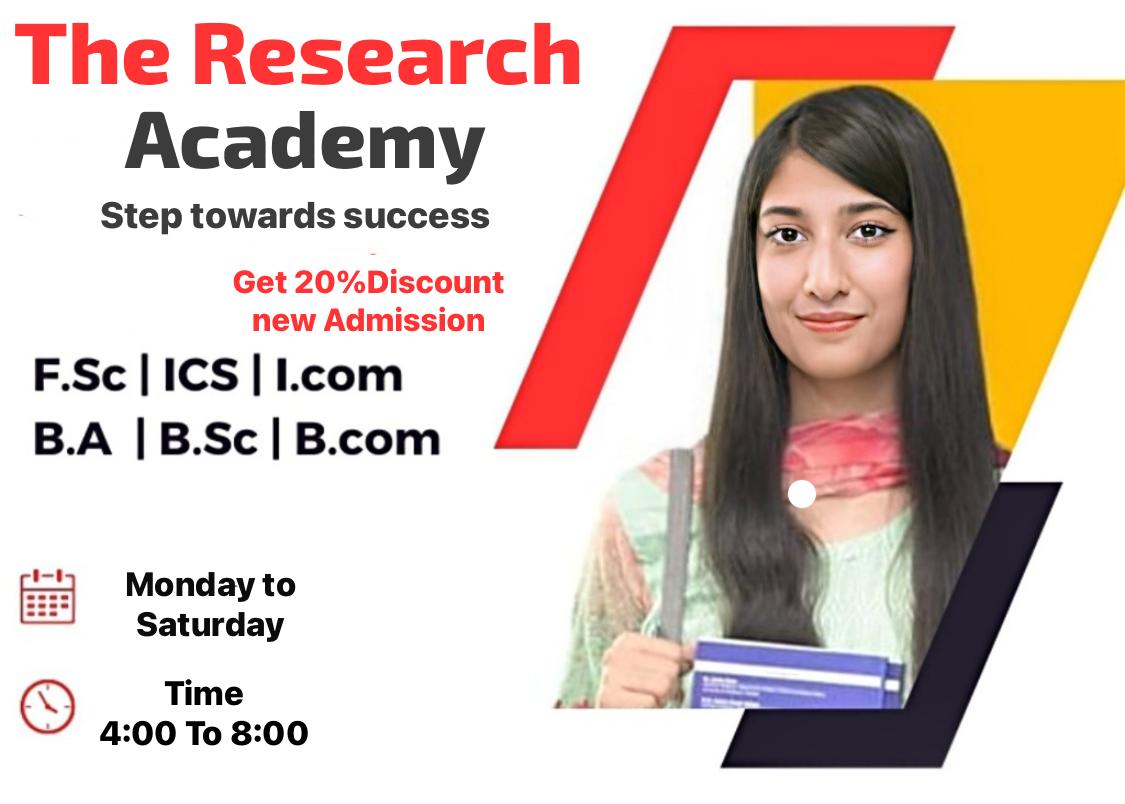 The Research
Academy
Step towards success
Get 20%Discount
new Admission
F.Sc | ICS | I.com
B.A | B.Sc | B.com
Monday to
Saturday
Time
4:00 To 8:00